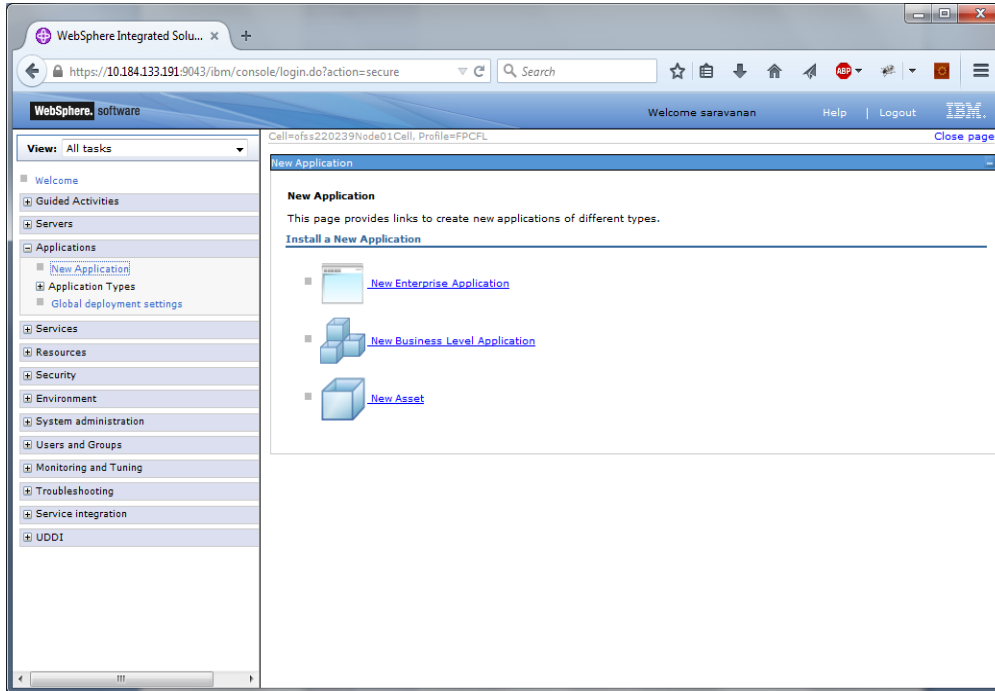 WebSphere Integrated Solu... × +
https://10.184.133.191:9043/ibm/console/login.do?action=secure
Search
ABP
WebSphere. software
Welcome saravanan
Help | Logout
IBM.
View: All tasks
Cell=ofss220239Node01Cell, Profile=FPCFL
Close page
Welcome
Guided Activities
Servers
Applications
New Application
Application Types
Global deployment settings
Services
Resources
Security
Environment
System administration
Users and Groups
Monitoring and Tuning
Troubleshooting
Service integration
UDDI
New Application
New Application
This page provides links to create new applications of different types.
Install a New Application
New Enterprise Application
New Business Level Application
New Asset